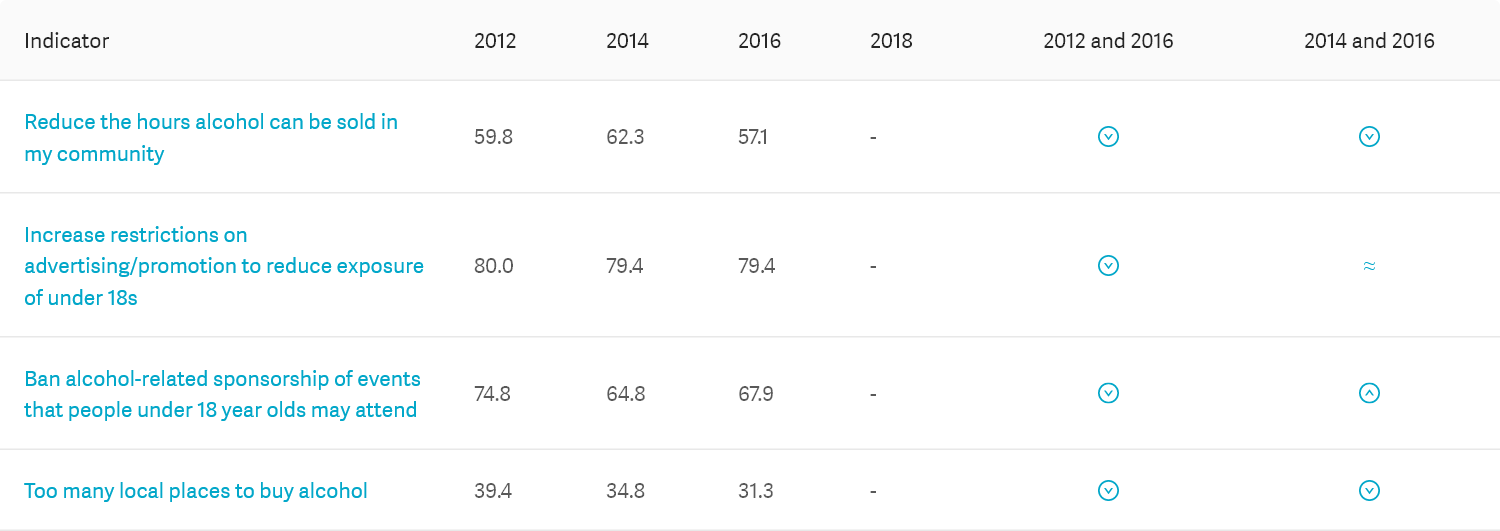 Indicator 2012 2014 2016 2018 2012 and 2016 2014 and 2016
Reduce the hours alcohol can be sold in
my community
59.8 62.3 57.1 -
Increase restrictions on
advertising/promotion to reduce exposure
of under 18s
80.0 79.4 79.4 - ≈
Ban alcohol-related sponsorship of events
that people under 18 year olds may attend
74.8 64.8 67.9 -
Too many local places to buy alcohol 39.4 34.8 31.3 -